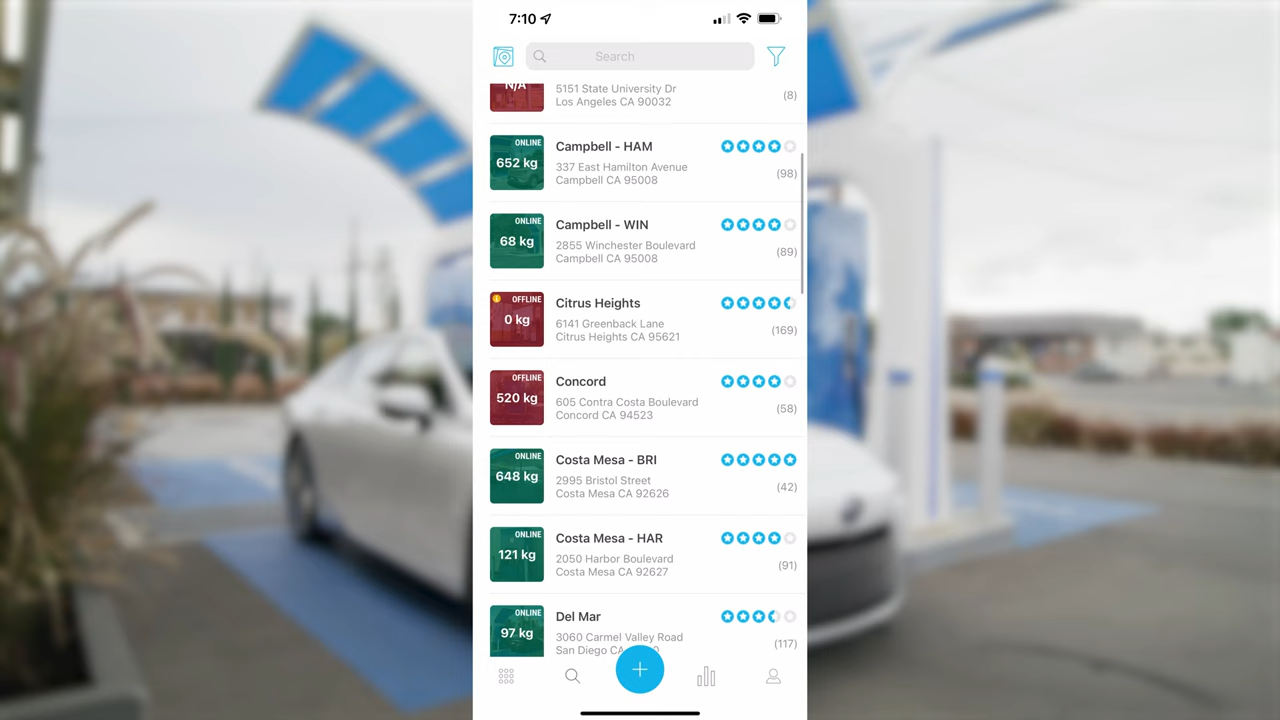 7:10
Search
N/A
5151 State University Dr
Los Angeles CA 90032
(8)
ONLINE
652 kg
Campbell - HAM
337 East Hamilton Avenue
Campbell CA 95008
(98)
ONLINE
68 kg
Campbell - WIN
2855 Winchester Boulevard
Campbell CA 95008
(89)
OFFLINE
0 kg
Citrus Heights
6141 Greenback Lane
Citrus Heights CA 95621
(169)
OFFLINE
520 kg
Concord
605 Contra Costa Boulevard
Concord CA 94523
(58)
ONLINE
648 kg
Costa Mesa - BRI
2995 Bristol Street
Costa Mesa CA 92626
(42)
ONLINE
121 kg
Costa Mesa - HAR
2050 Harbor Boulevard
Costa Mesa CA 92627
(91)
ONLINE
97 kg
Del Mar
3060 Carmel Valley Road
San Diego CA
(117)